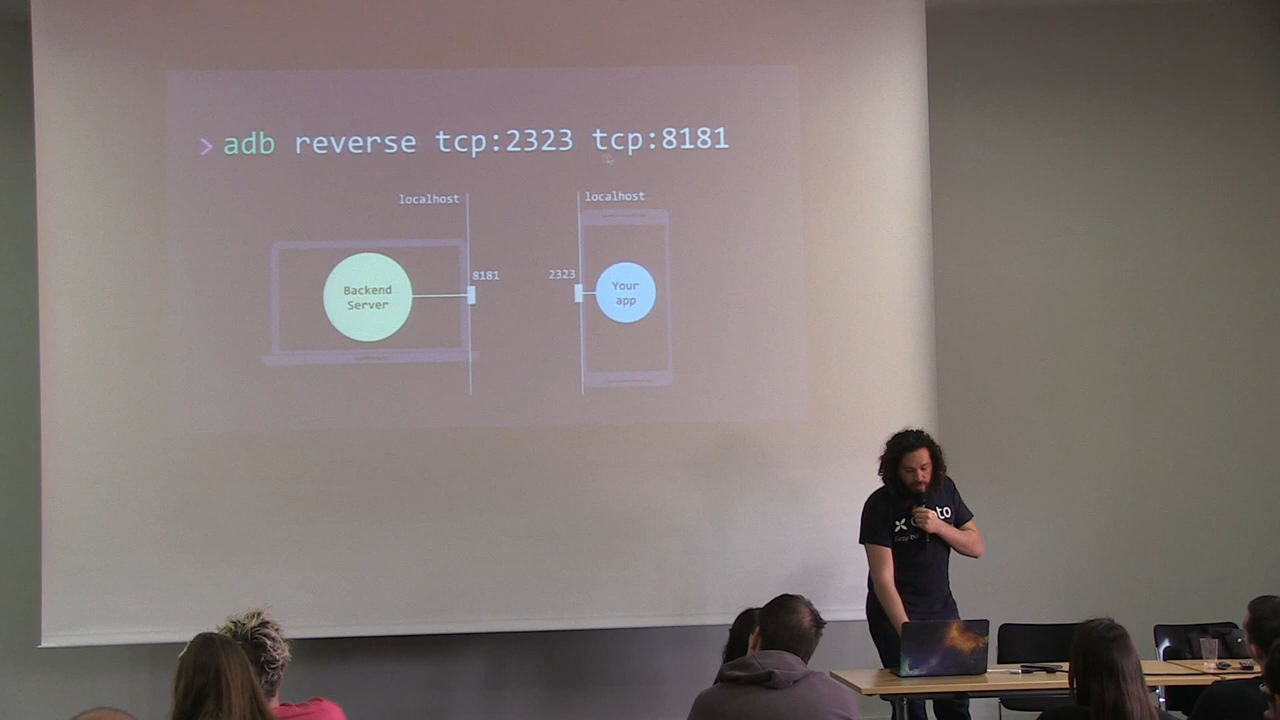 > adb reverse tcp:2323 tcp:8181
localhost
localhost
8181
2323
Backend
Server
Your
app